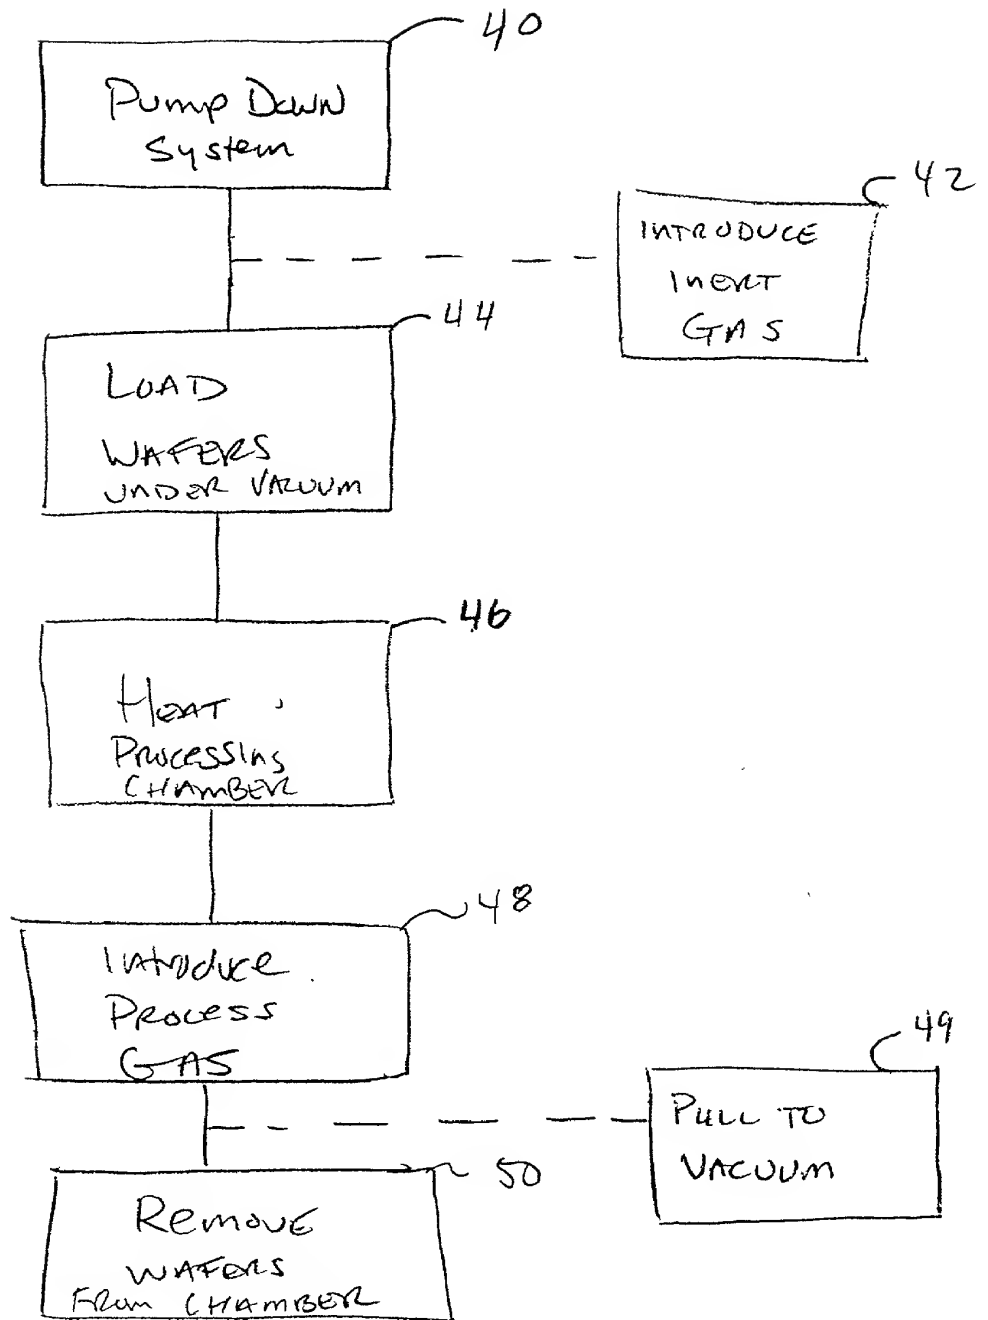 40
Pump Down
System
42
INTRODUCE
INERT
GAS
44
LOAD
WAFERS
UNDER VACUUM
46
HEAT
PROCESSING
CHAMBER
48
Introduce
PROCESS
GAS
49
PULL TO
VACUUM
50
REMOVE
WAFERS
FROM CHAMBER